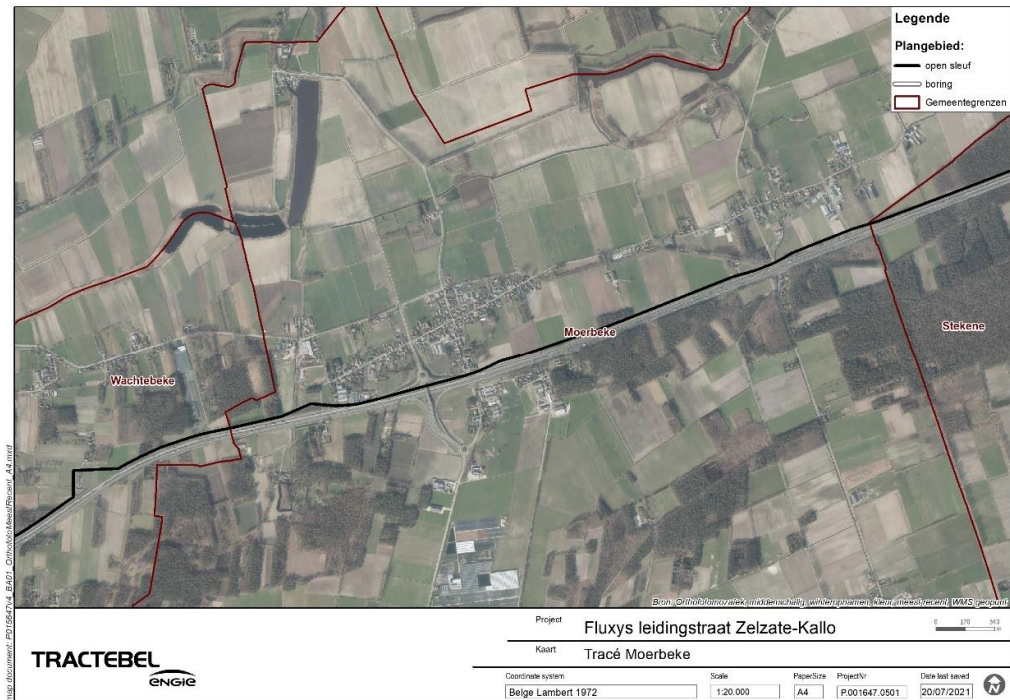 Legende
Plangebied:
open sleuf
boring
Gemeentegrenzen
Moerbeke
Stekene
Wachtebeke
map document: P015647v4_BA01_OrthofotoMeestRecent_A4.mxd
Bron: Orthofotomozaïek, middenschalig, winteropnamen, kleur, meest recent, WMS geopunt
TRACTEBEL
ENGIE
Project Fluxys leidingstraat Zelzate-Kallo
Kaart Tracé Moerbeke
0 170 340
Coordinate system Scale PaperSize ProjectNr Date last saved
Belge Lambert 1972 1:20.000 A4 P.001647.0501 20/07/2021
N